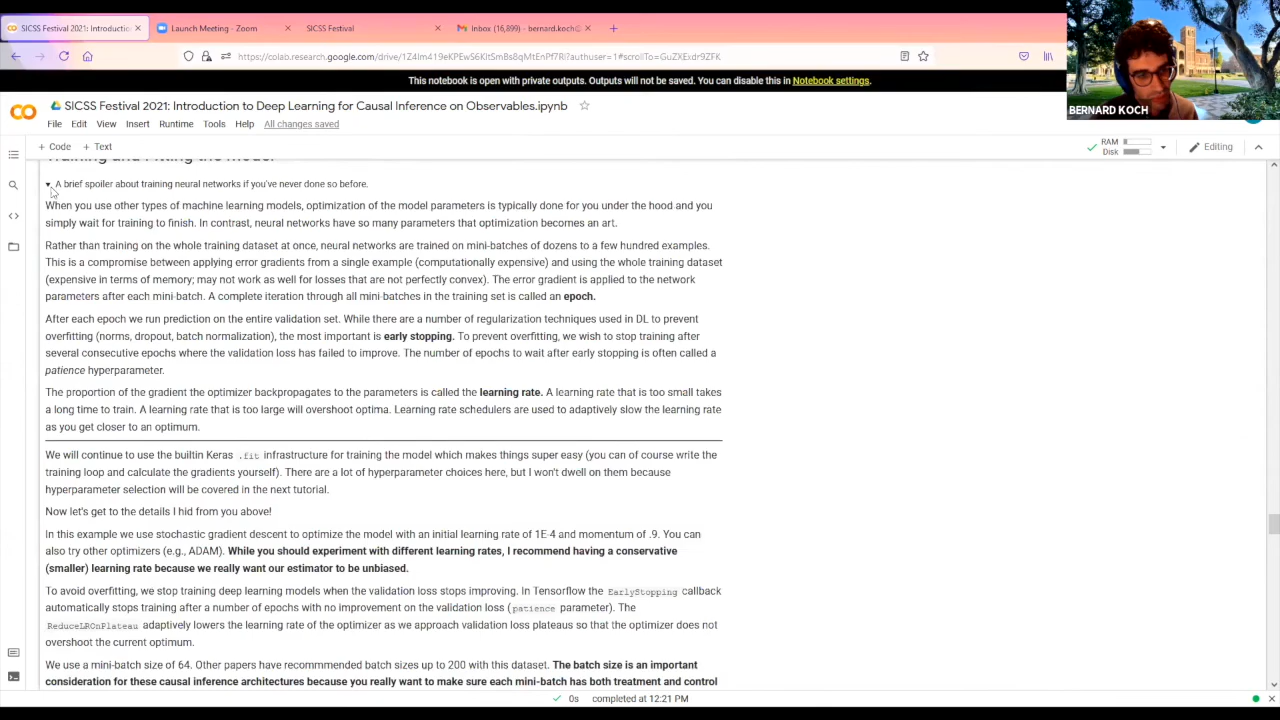 SICSS Festival 2021: Introductio
Launch Meeting - Zoom
SICSS Festival
Inbox (16,899) - bernard.koch@
https://colab.research.google.com/drive/1Z4Im419eKPEwS6KItSmBs8qMtEnPf7RI?authuser=1#scrollTo=GuZXExdr9ZFK
This notebook is open with private outputs. Outputs will not be saved. You can disable this in Notebook settings.
BERNARD KOCH
SICSS Festival 2021: Introduction to Deep Learning for Causal Inference on Observables.ipynb
File Edit View Insert Runtime Tools Help All changes saved
+ Code + Text
RAM
Disk
Editing
Training and Fitting the Model
A brief spoiler about training neural networks if you've never done so before.
When you use other types of machine learning models, optimization of the model parameters is typically done for you under the hood and you
simply wait for training to finish. In contrast, neural networks have so many parameters that optimization becomes an art.
Rather than training on the whole training dataset at once, neural networks are trained on mini-batches of dozens to a few hundred examples.
This is a compromise between applying error gradients from a single example (computationally expensive) and using the whole training dataset
(expensive in terms of memory; may not work as well for losses that are not perfectly convex). The error gradient is applied to the network
parameters after each mini-batch. A complete iteration through all mini-batches in the training set is called an epoch.
After each epoch we run prediction on the entire validation set. While there are a number of regularization techniques used in DL to prevent
overfitting (norms, dropout, batch normalization), the most important is early stopping. To prevent overfitting, we wish to stop training after
several consecutive epochs where the validation loss has failed to improve. The number of epochs to wait after early stopping is often called a
patience hyperparameter.
The proportion of the gradient the optimizer backpropagates to the parameters is called the learning rate. A learning rate that is too small takes
a long time to train. A learning rate that is too large will overshoot optima. Learning rate schedulers are used to adaptively slow the learning rate
as you get closer to an optimum.
We will continue to use the builtin Keras .fit infrastructure for training the model which makes things super easy (you can of course write the
training loop and calculate the gradients yourself). There are a lot of hyperparameter choices here, but I won't dwell on them because
hyperparameter selection will be covered in the next tutorial.
Now let's get to the details I hid from you above!
In this example we use stochastic gradient descent to optimize the model with an initial learning rate of 1E-4 and momentum of .9. You can
also try other optimizers (e.g., ADAM). While you should experiment with different learning rates, I recommend having a conservative
(smaller) learning rate because we really want our estimator to be unbiased.
To avoid overfitting, we stop training deep learning models when the validation loss stops improving. In Tensorflow the EarlyStopping callback
automatically stops training after a number of epochs with no improvement on the validation loss (patience parameter). The
ReduceLROnPlateau adaptively lowers the learning rate of the optimizer as we approach validation loss plateaus so that the optimizer does not
overshoot the current optimum.
We use a mini-batch size of 64. Other papers have recommmended batch sizes up to 200 with this dataset. The batch size is an important
consideration for these causal inference architectures because you really want to make sure each mini-batch has both treatment and control
0s completed at 12:21 PM